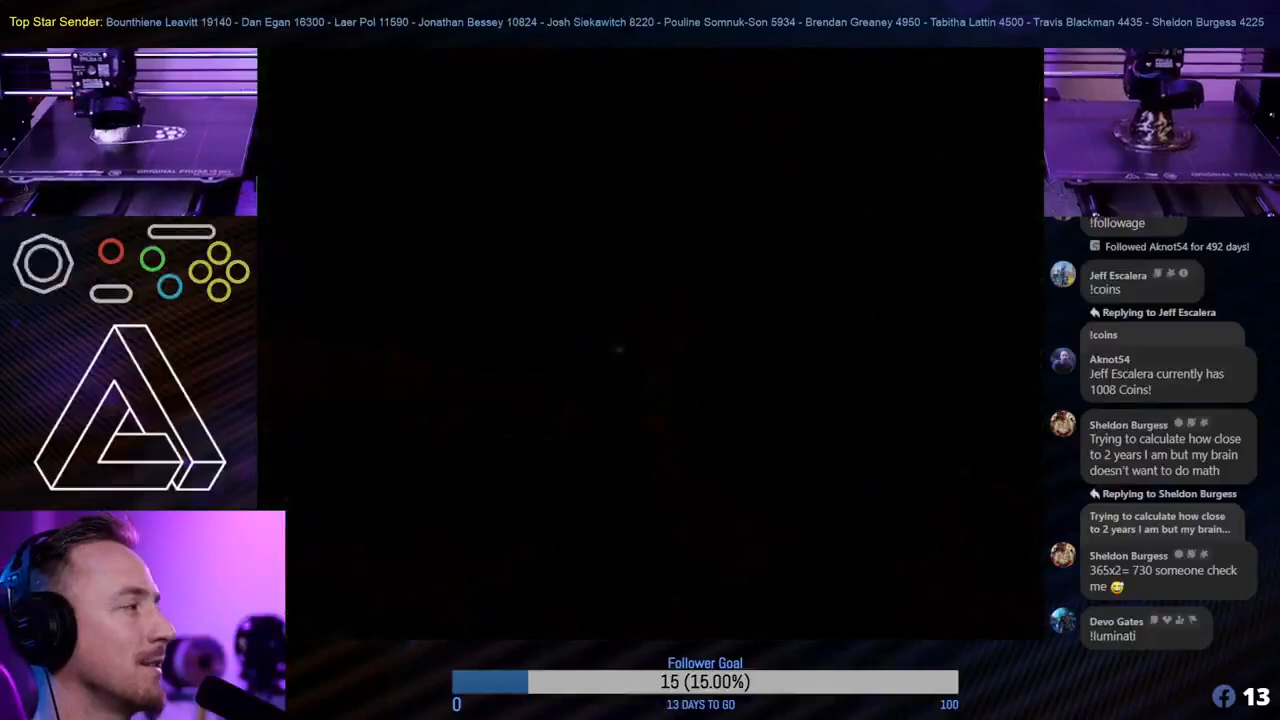 Top Star Sender: Bounthiene Leavitt 19140 - Dan Egan 16300 - Laer Pol 11590 - Jonathan Bessey 10824 - Josh Siekawitch 8220 - Pouline Somnuk-Son 5934 - Brendan Greaney 4950 - Tabitha Lattin 4500 - Travis Blackman 4435 - Sheldon Burgess 4225
!followage
Followed Aknot54 for 492 days!
Jeff Escalera
!coins
Replying to Jeff Escalera
!coins
Aknot54
Jeff Escalera currently has
1008 Coins!
Sheldon Burgess
Trying to calculate how close
to 2 years I am but my brain
doesn't want to do math
Replying to Sheldon Burgess
Trying to calculate how close
to 2 years I am but my brain...
Sheldon Burgess
365x2= 730 someone check
me
Devo Gates
!luminati
Follower Goal
15 (15.00%)
0
13 DAYS TO GO
100
13